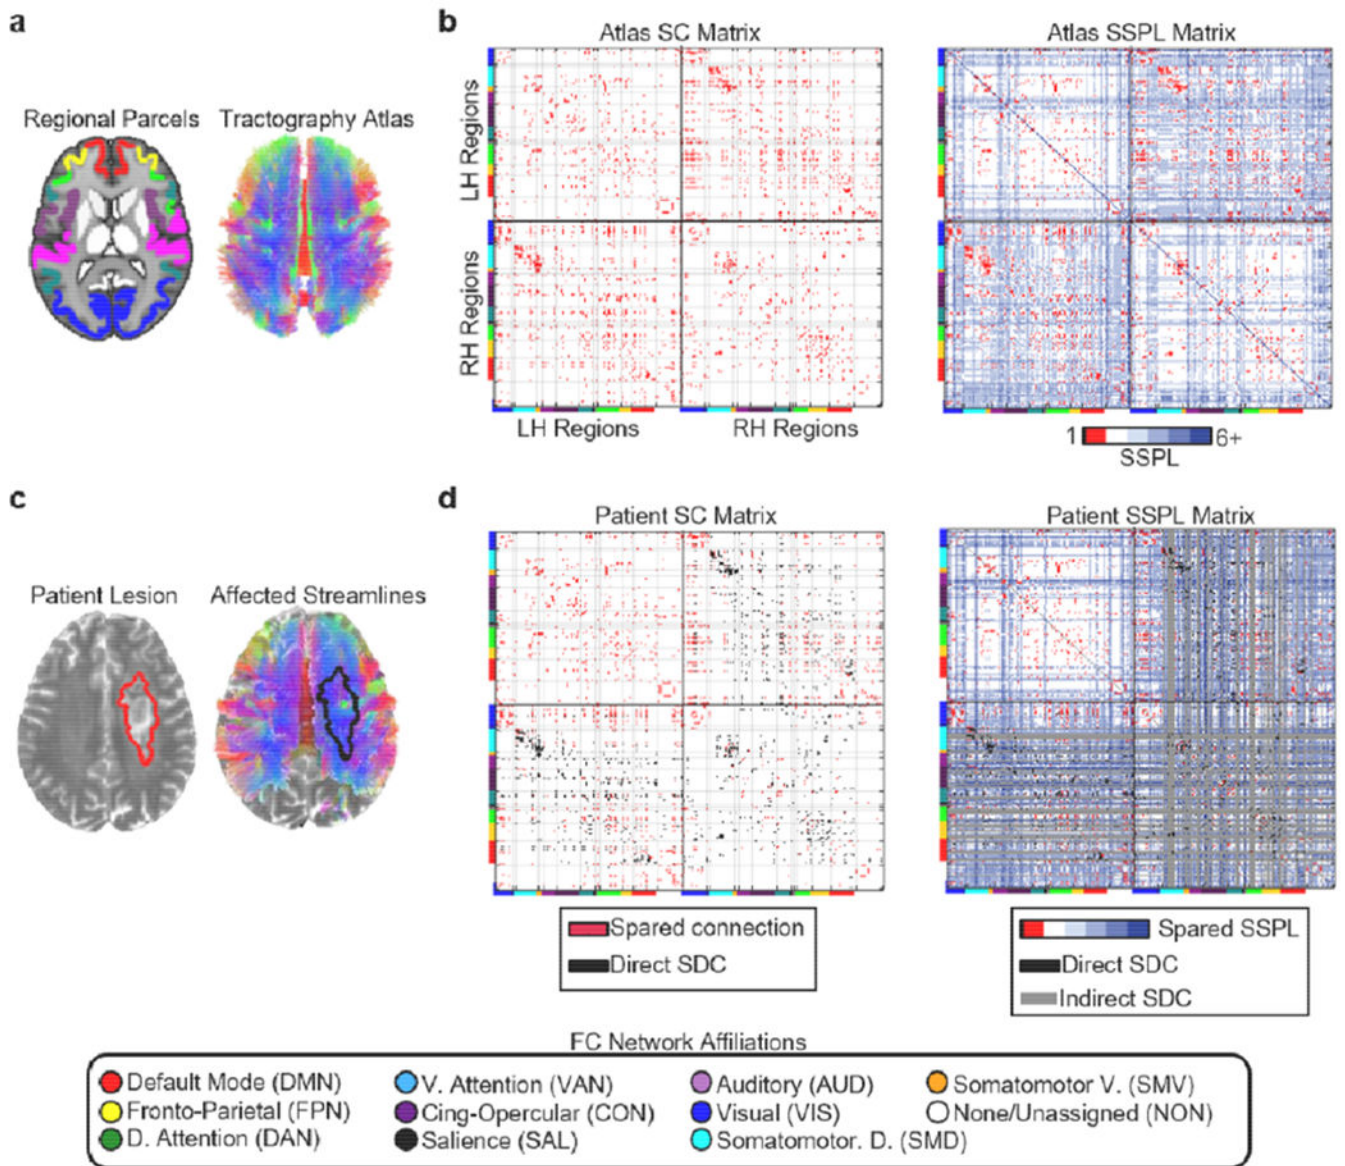 a
b
Atlas SC Matrix
Atlas SSPL Matrix
Regional Parcels
Tractography Atlas
LH Regions
RH Regions
LH Regions
RH Regions
1
6+
SSPL
c
d
Patient SC Matrix
Patient SSPL Matrix
Patient Lesion
Affected Streamlines
Spared connection
Direct SDC
Spared SSPL
Direct SDC
Indirect SDC
FC Network Affiliations
Default Mode (DMN)
V. Attention (VAN)
Auditory (AUD)
Somatomotor V. (SMV)
Fronto-Parietal (FPN)
Cing-Opercular (CON)
Visual (VIS)
None/Unassigned (NON)
D. Attention (DAN)
Salience (SAL)
Somatomotor. D. (SMD)